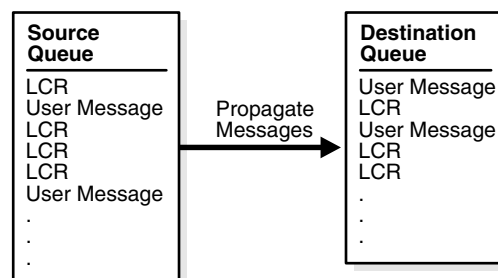 Source
Queue
LCR
User Message
LCR
LCR
LCR
User Message
.
.
.
Propagate
Messages
Destination
Queue
User Message
LCR
User Message
LCR
LCR
.
.
.